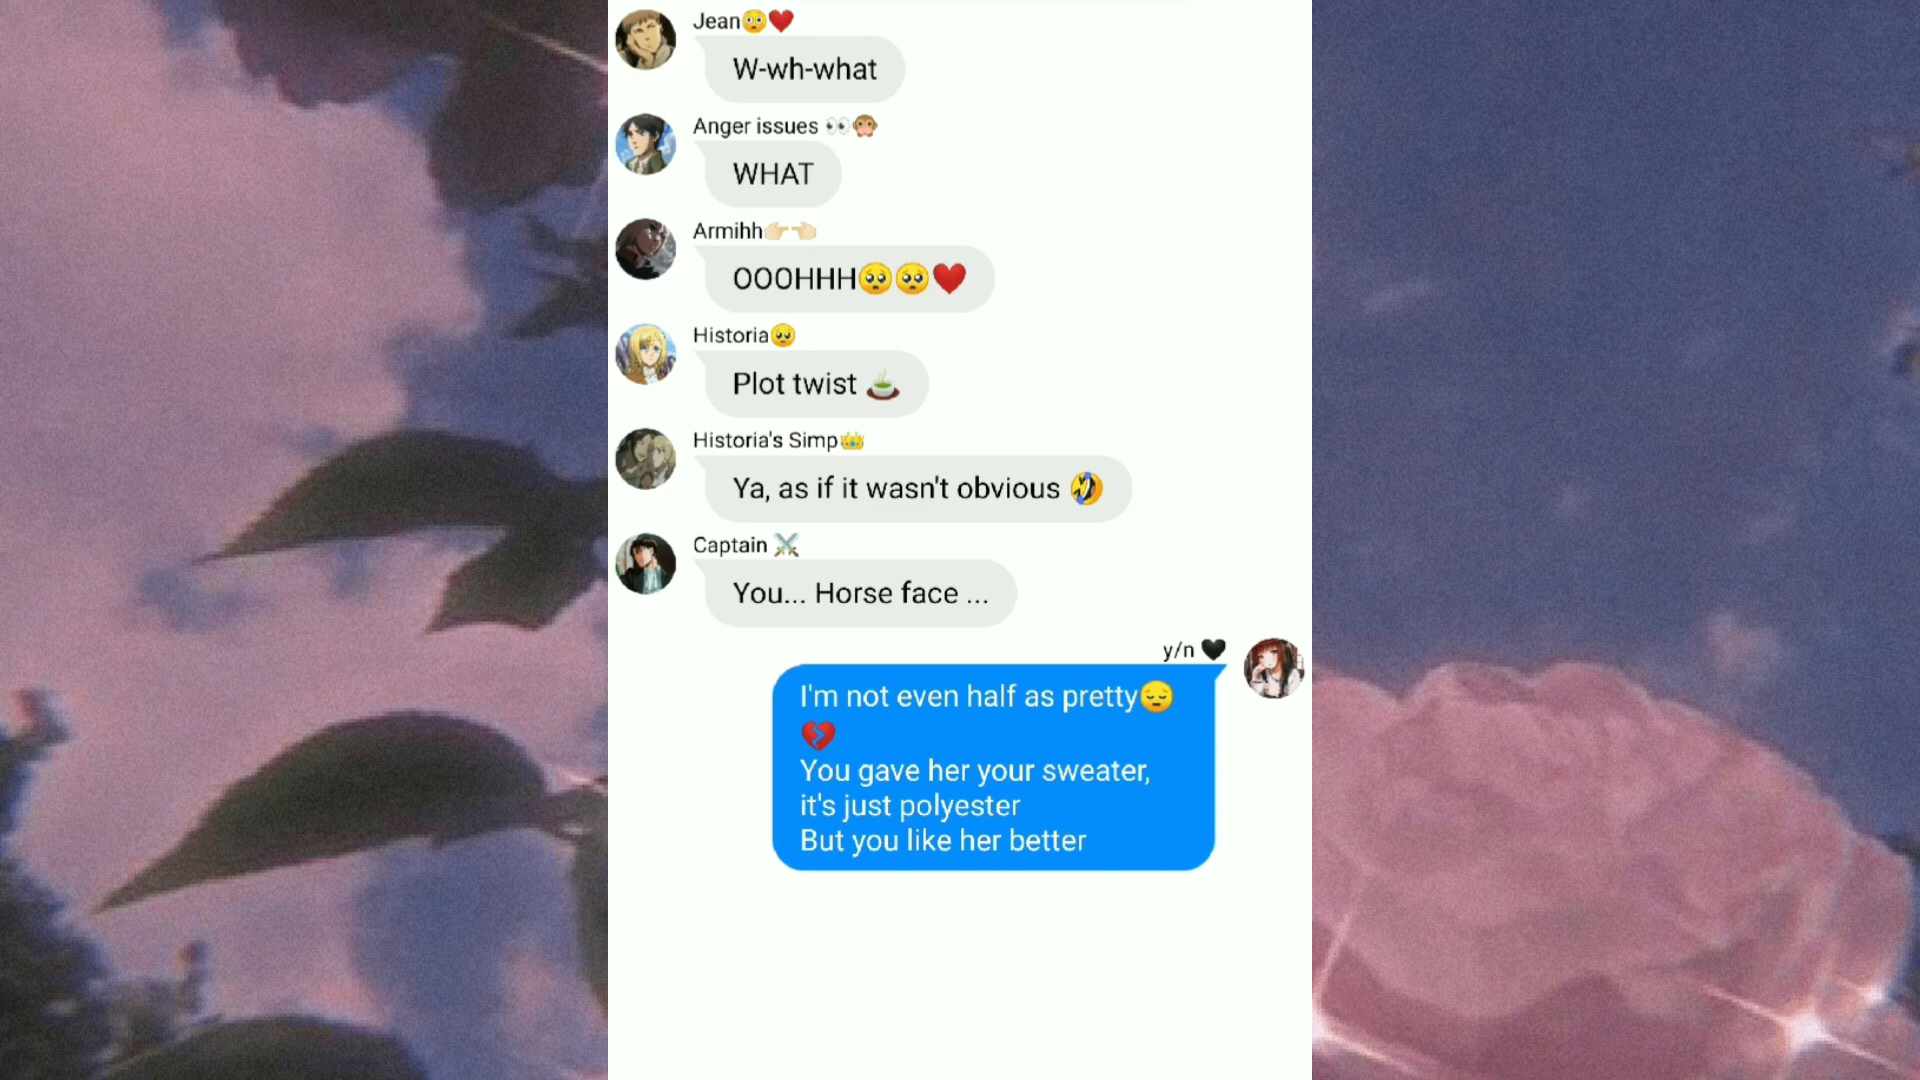 Jean😳❤️
W-wh-what
Anger issues 👀🙊
WHAT
Armihh👉🏻👈🏻
OOOHHH🥺🥺❤️
Historia🥺
Plot twist 🍵
Historia's Simp👑
Ya, as if it wasn't obvious 🤣
Captain ⚔️
You... Horse face ...
y/n 🖤
I'm not even half as pretty😔
💔
You gave her your sweater,
it's just polyester
But you like her better